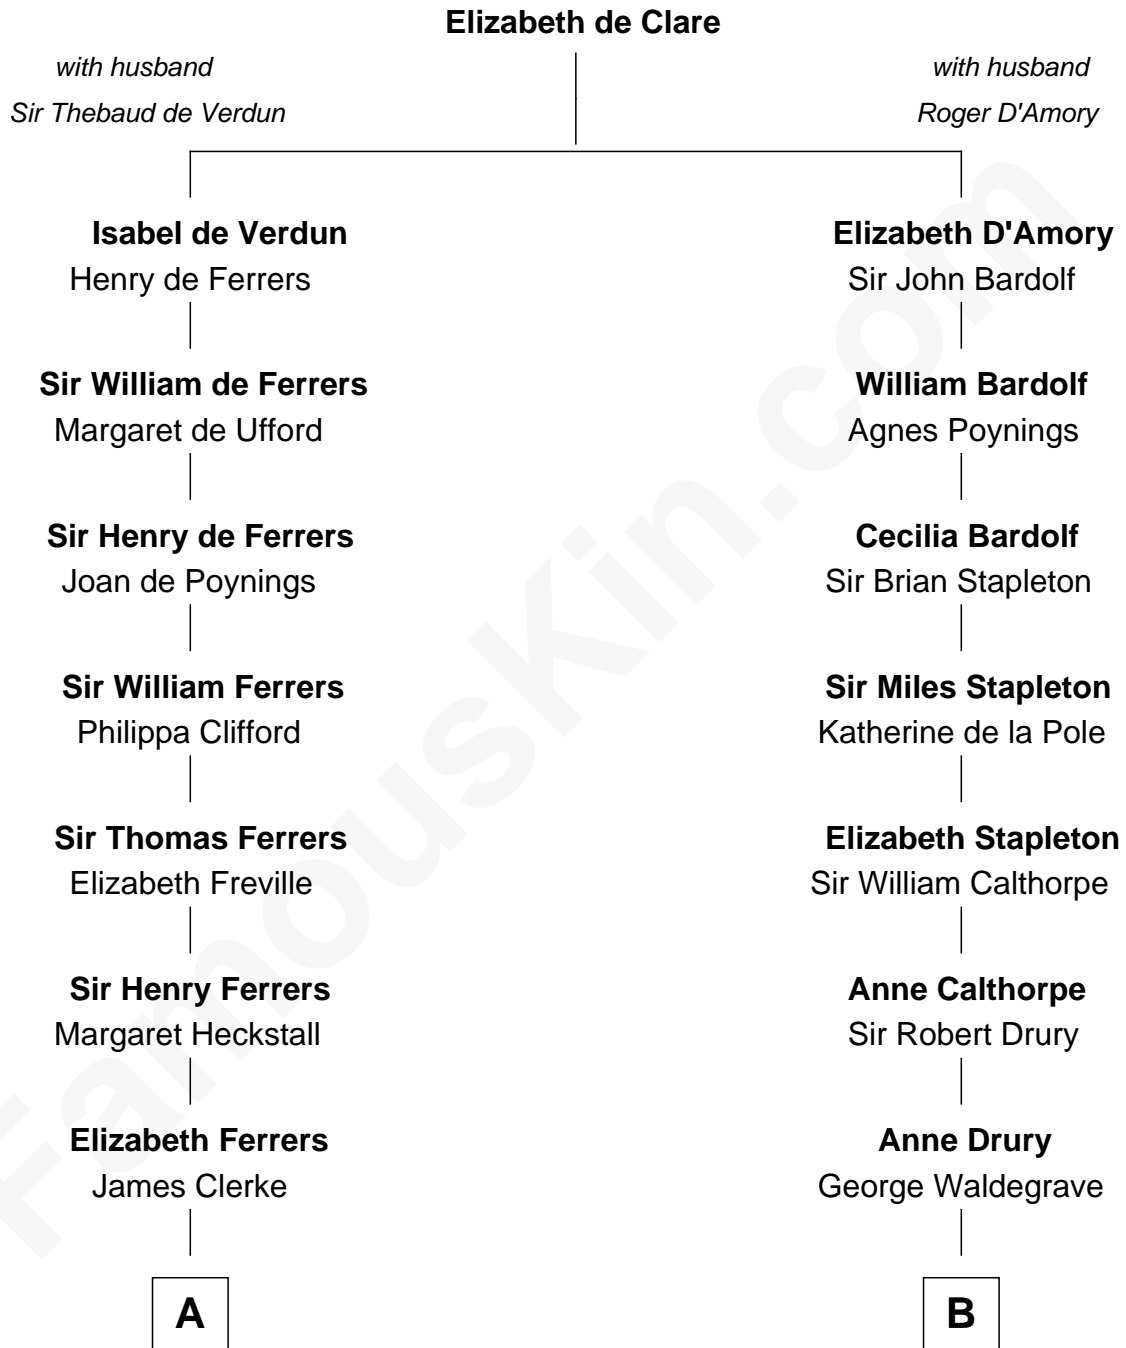 Elizabeth de Clare
with husband
Sir Thebaud de Verdun
with husband
Roger D'Amory
Isabel de Verdun
Henry de Ferrers
Elizabeth D'Amory
Sir John Bardolf
Sir William de Ferrers
Margaret de Ufford
William Bardolf
Agnes Poynings
Sir Henry de Ferrers
Joan de Poynings
Cecilia Bardolf
Sir Brian Stapleton
Sir William Ferrers
Philippa Clifford
Sir Miles Stapleton
Katherine de la Pole
Sir Thomas Ferrers
Elizabeth Freville
Elizabeth Stapleton
Sir William Calthorpe
Sir Henry Ferrers
Margaret Heckstall
Anne Calthorpe
Sir Robert Drury
Elizabeth Ferrers
James Clerke
Anne Drury
George Waldegrave
A
B
FamousKin.com